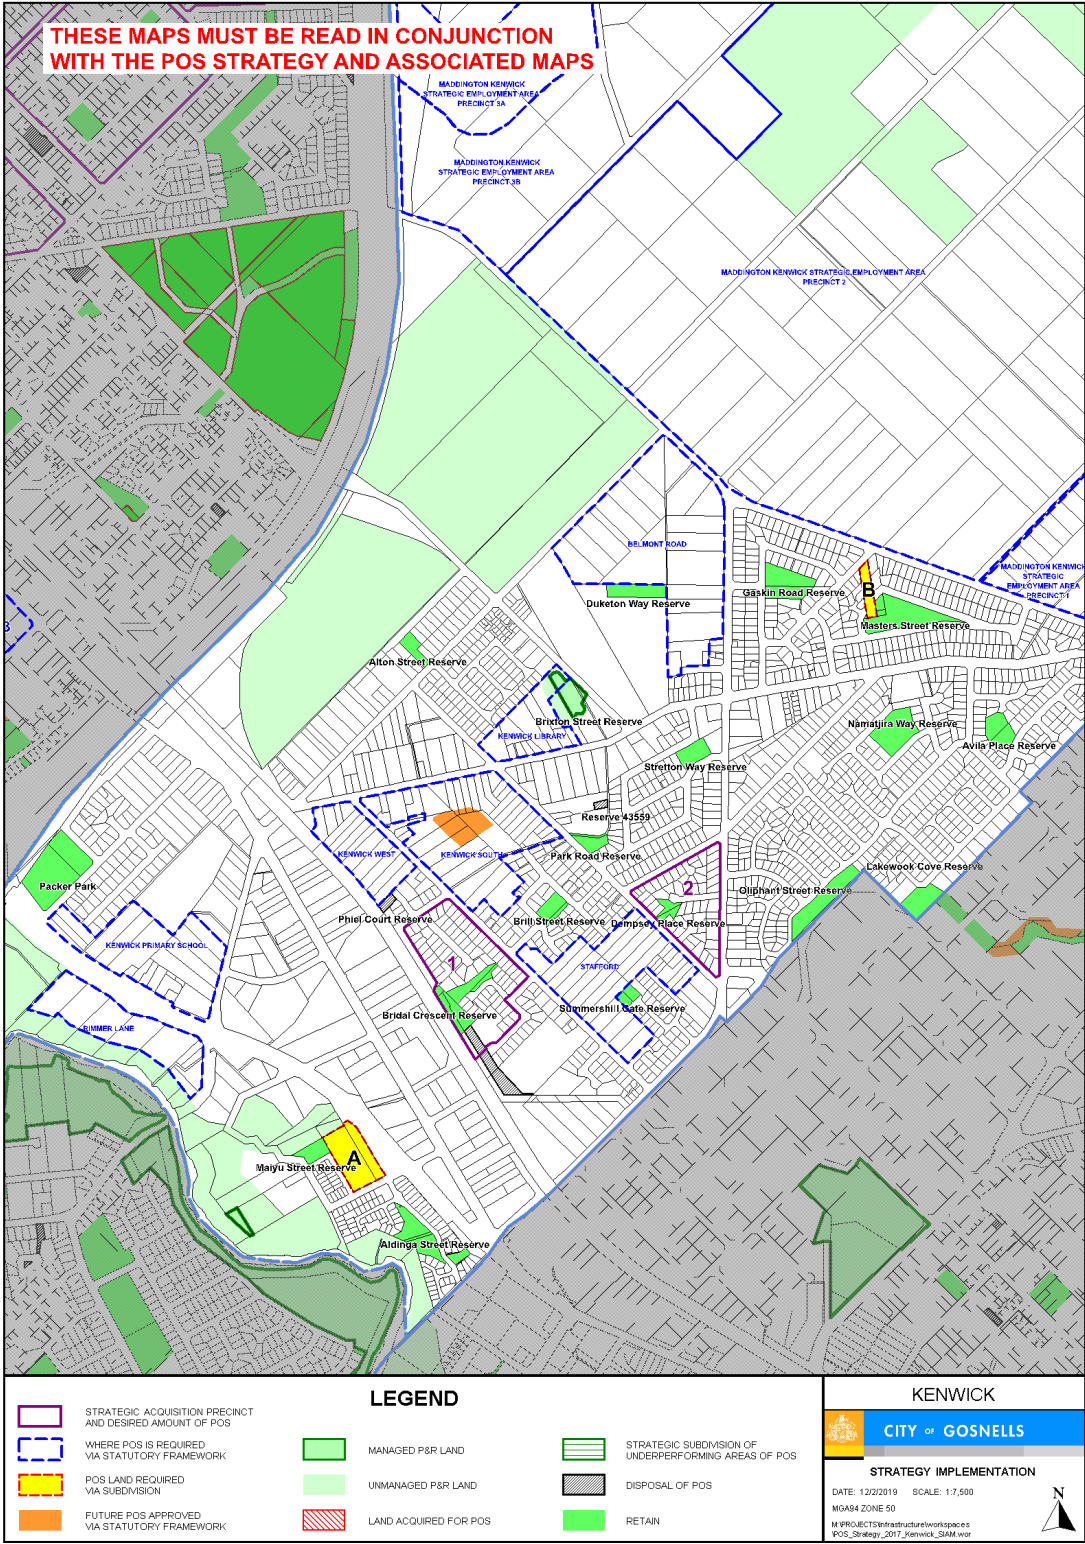 THESE MAPS MUST BE READ IN CONJUNCTION
WITH THE POS STRATEGY AND ASSOCIATED MAPS
MADDINGTON KENWICK
STRATEGIC EMPLOYMENT AREA
PRECINCT 3A
MADDINGTON KENWICK
STRATEGIC EMPLOYMENT AREA
PRECINCT 3B
MADDINGTON KENWICK STRATEGIC EMPLOYMENT AREA
PRECINCT 2
BELMONT ROAD
MADDINGTON KENWICK
STRATEGIC
EMPLOYMENT AREA
PRECINCT 1
B
Gaskin Road Reserve
Duketon Way Reserve
Masters Street Reserve
3
Alton Street Reserve
Brixton Street Reserve
KENWICK LIBRARY
Namatjira Way Reserve
Avila Place Reserve
Stretton Way Reserve
Reserve 43559
KENWICK WEST
KENWICK SOUTH
Park Road Reserve
Lakewook Cove Reserve
Packer Park
2
Oliphant Street Reserve
Phiel Court Reserve
Brill Street Reserve
Dempsey Place Reserve
KENWICK PRIMARY SCHOOL
1
STAFFORD
Summershill Gate Reserve
Bridal Crescent Reserve
RIMMER LANE
A
Maiyu Street Reserve
Aldinga Street Reserve
LEGEND
STRATEGIC ACQUISITION PRECINCT
AND DESIRED AMOUNT OF POS
WHERE POS IS REQUIRED
VIA STATUTORY FRAMEWORK
POS LAND REQUIRED
VIA SUBDIVISION
FUTURE POS APPROVED
VIA STATUTORY FRAMEWORK
MANAGED P&R LAND
UNMANAGED P&R LAND
LAND ACQUIRED FOR POS
STRATEGIC SUBDIVISION OF
UNDERPERFORMING AREAS OF POS
DISPOSAL OF POS
RETAIN
KENWICK
CITY OF GOSNELLS
STRATEGY IMPLEMENTATION
DATE: 12/2/2019 SCALE: 1:7,500
MGA94 ZONE 50
N
M:\PROJECTS\Infrastructure\workspaces
\POS_Strategy_2017_Kenwick_SIAM.wor